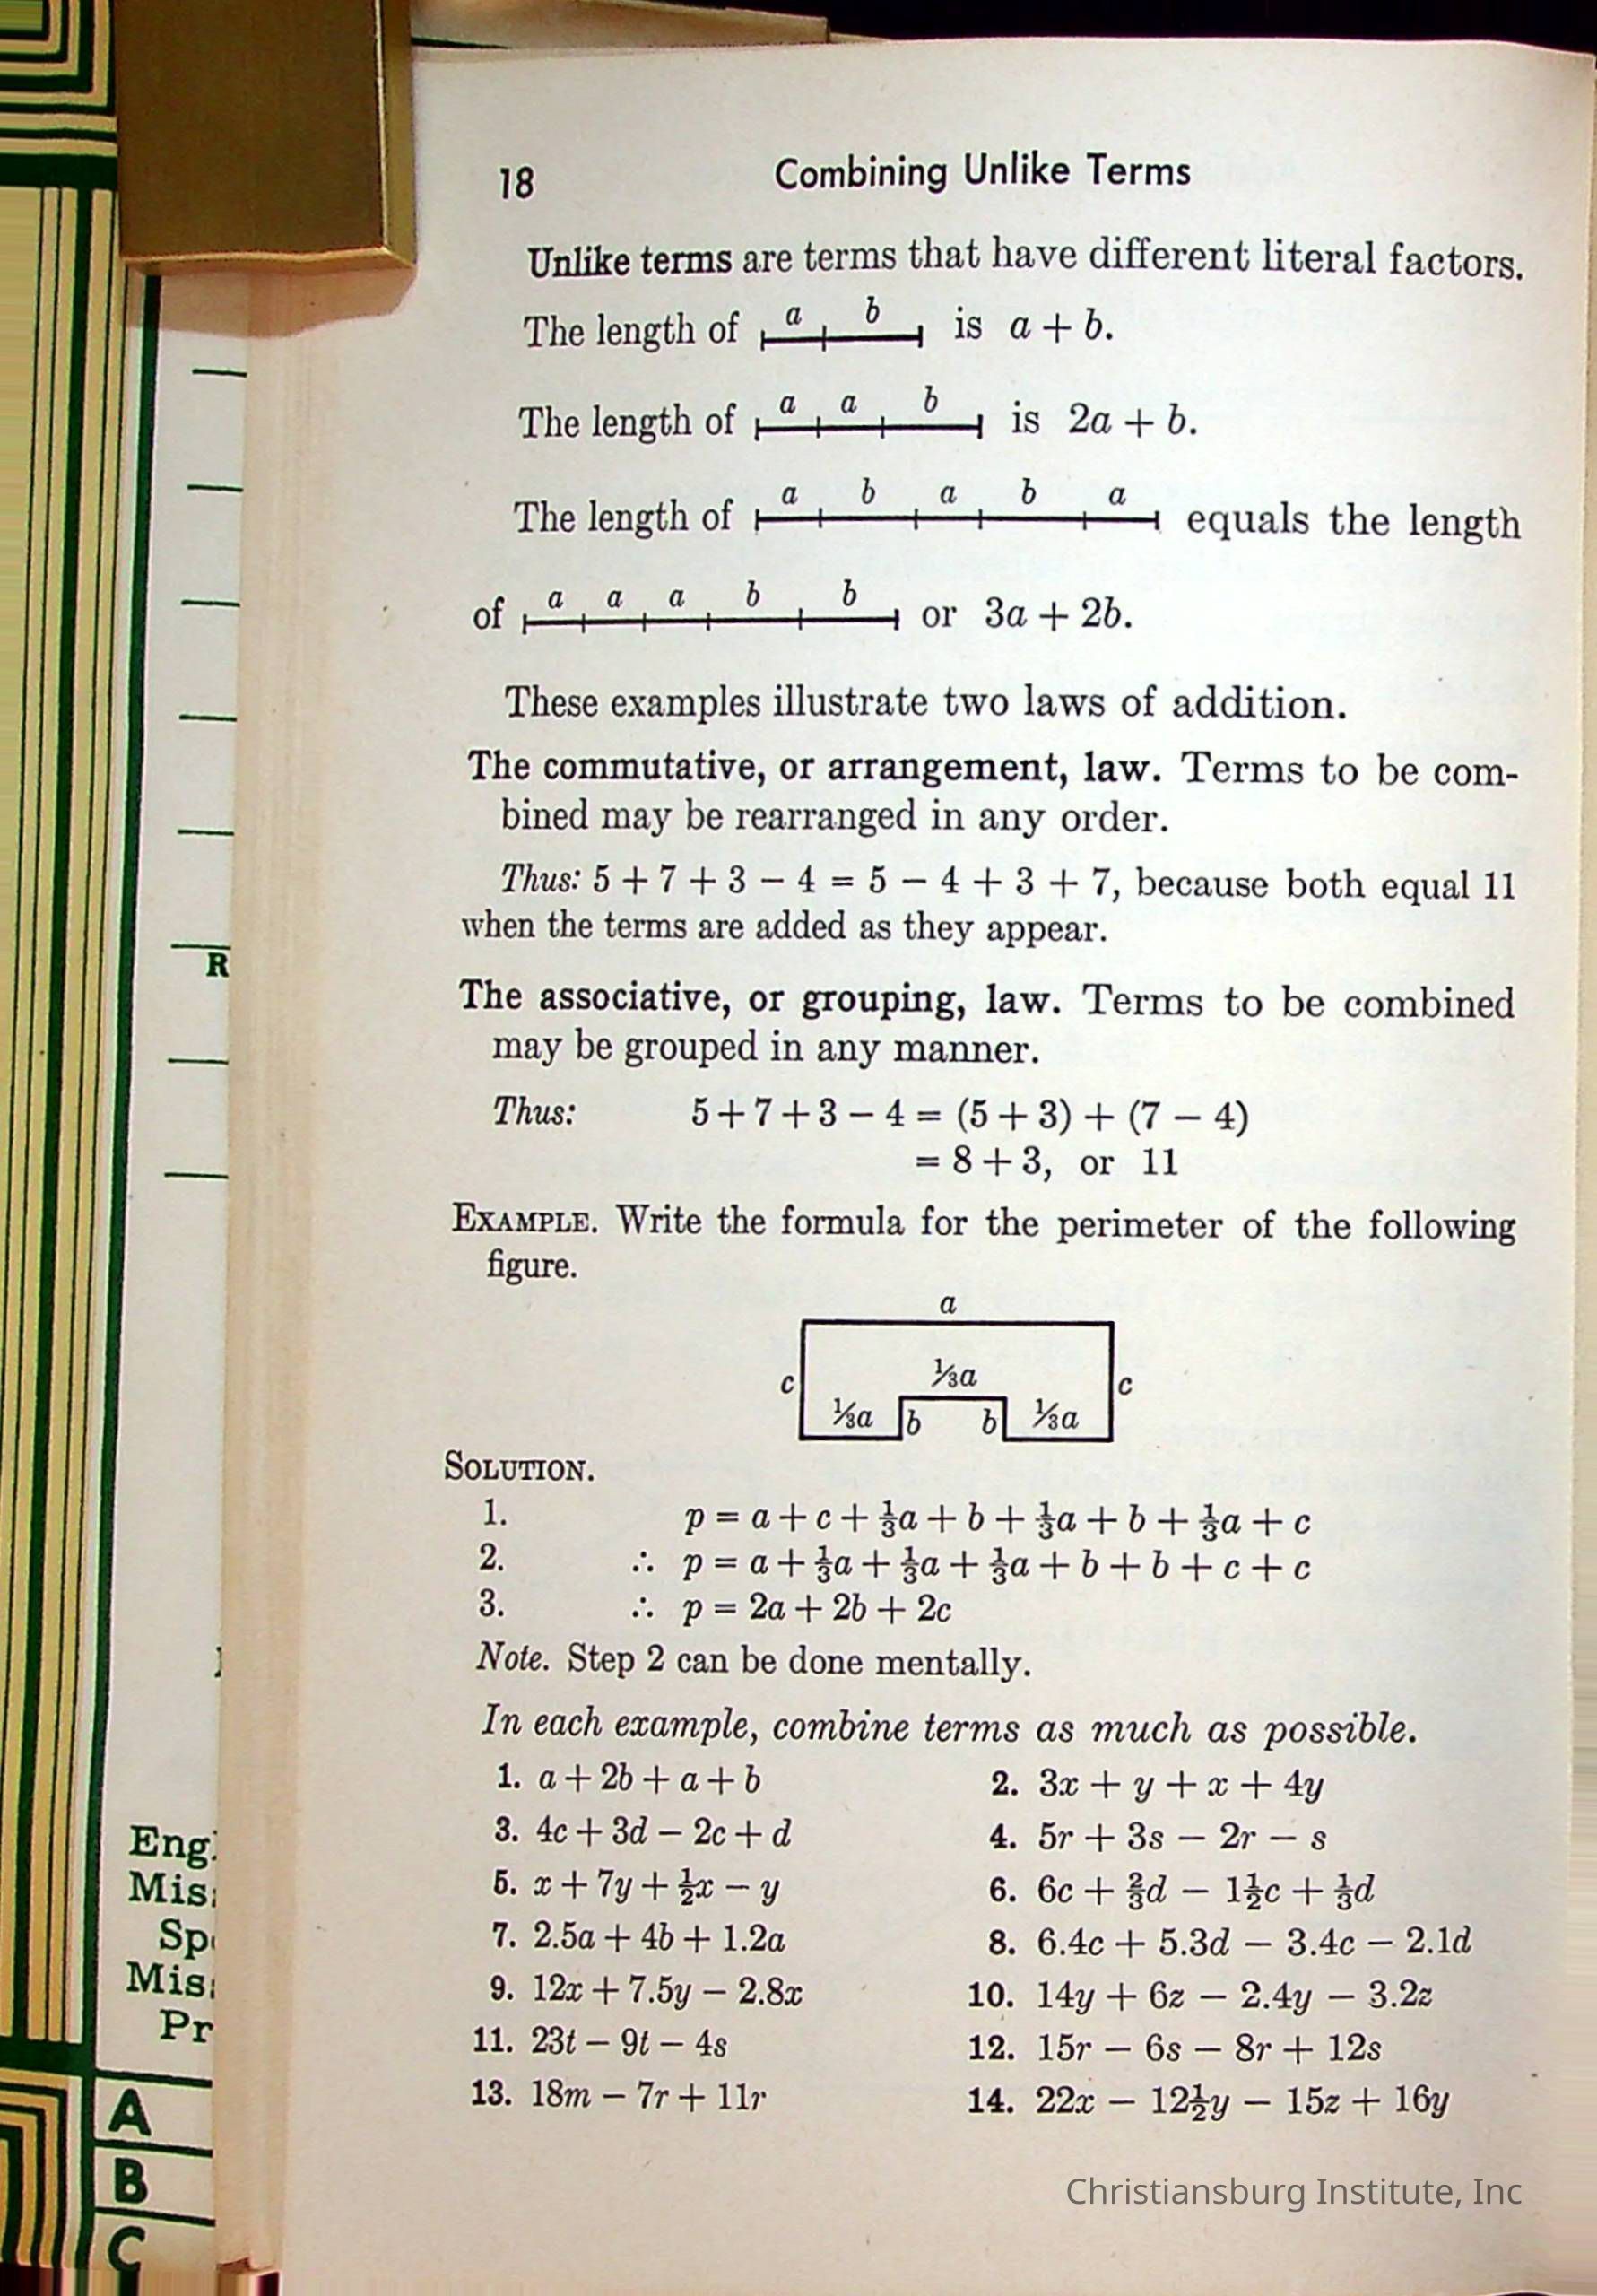 18 Combining Unlike Terms
Unlike terms are terms that have different literal factors.
a b
The length of is a + b.
a a b
The length of is 2a + b.
a b a b a
The length of equals the length
a a a b b
of or 3a + 2b.
These examples illustrate two laws of addition.
The commutative, or arrangement, law. Terms to be com-
bined may be rearranged in any order.
Thus: 5 + 7 + 3 − 4 = 5 − 4 + 3 + 7, because both equal 11
when the terms are added as they appear.
The associative, or grouping, law. Terms to be combined
may be grouped in any manner.
Thus: 5 + 7 + 3 − 4 = (5 + 3) + (7 − 4)
= 8 + 3, or 11
EXAMPLE. Write the formula for the perimeter of the following
figure.
a
⅓a
c c
⅓a b b ⅓a
SOLUTION.
1. p = a + c + ⅓a + b + ⅓a + b + ⅓a + c
2. ∴ p = a + ⅓a + ⅓a + ⅓a + b + b + c + c
3. ∴ p = 2a + 2b + 2c
Note. Step 2 can be done mentally.
In each example, combine terms as much as possible.
1. a + 2b + a + b 2. 3x + y + x + 4y
3. 4c + 3d − 2c + d 4. 5r + 3s − 2r − s
5. x + 7y + ½x − y 6. 6c + ⅔d − 1½c + ⅓d
7. 2.5a + 4b + 1.2a 8. 6.4c + 5.3d − 3.4c − 2.1d
9. 12x + 7.5y − 2.8x 10. 14y + 6z − 2.4y − 3.2z
11. 23t − 9t − 4s 12. 15r − 6s − 8r + 12s
13. 18m − 7r + 11r 14. 22x − 12½y − 15z + 16y
Christiansburg Institute, Inc
R
A
B
C